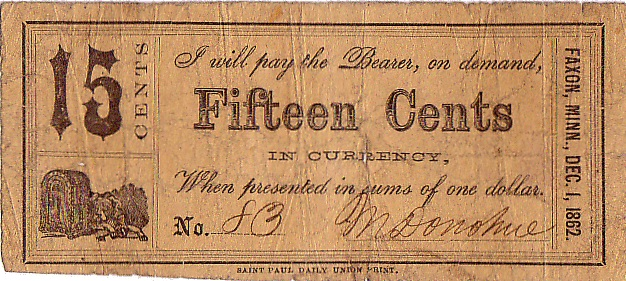 15 CENTS
I will pay the Bearer, on demand,
Fifteen Cents
IN CURRENCY,
When presented in sums of one dollar.
No. 83 M Donohue
FAXON, MINN., DEC. 1, 1862.
SAINT PAUL DAILY UNION PRINT.